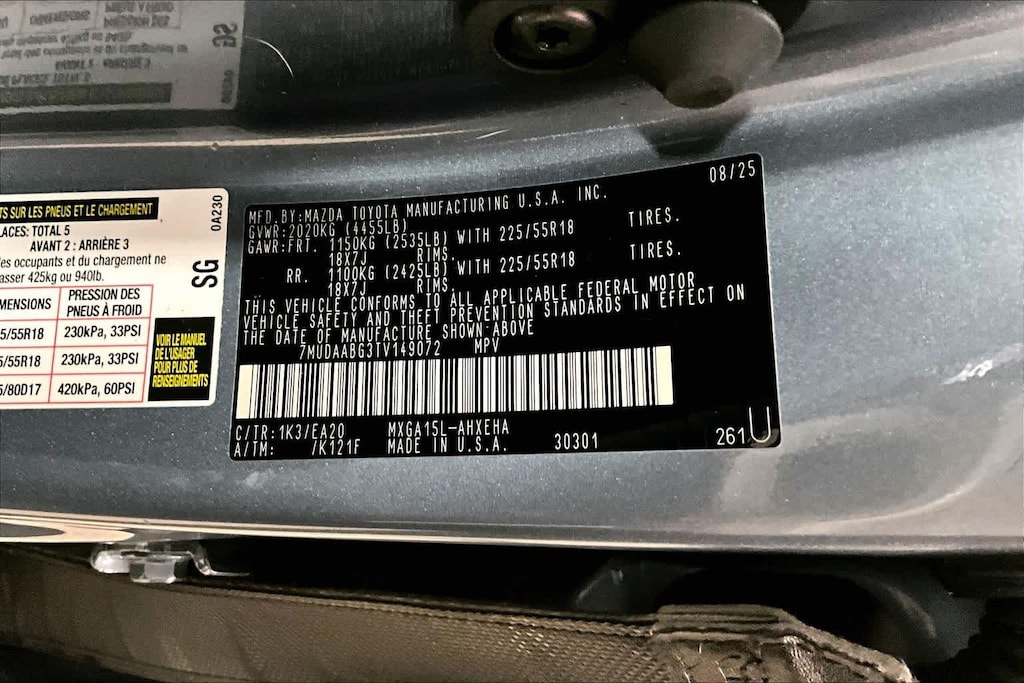 TS SUR LES PNEUS ET LE CHARGEMENT
LACES: TOTAL 5
AVANT 2 : ARRIÈRE 3
les occupants et du chargement ne
asser 425kg ou 940lb.
MENSIONS PRESSION DES PNEUS À FROID
5/55R18 230kPa, 33PSI
5/55R18 230kPa, 33PSI
5/80D17 420kPa, 60PSI
VOIR LE MANUEL
DE L'USAGER
POUR PLUS DE
RENSEIGNEMENTS
0A230
SG
08/25
MFD. BY:MAZDA TOYOTA MANUFACTURING U.S.A. INC.
GVWR:2020KG (4455LB)
GAWR:FRT. 1150KG (2535LB) WITH 225/55R18 TIRES.
18X7J RIMS.
RR. 1100KG (2425LB) WITH 225/55R18 TIRES.
18X7J RIMS.
THIS VEHICLE CONFORMS TO ALL APPLICABLE FEDERAL MOTOR
VEHICLE SAFETY AND THEFT PREVENTION STANDARDS IN EFFECT ON
THE DATE OF MANUFACTURE SHOWN ABOVE
7MUDAABG3TV149072 MPV
C/TR:1K3/EA20 MXGA15L-AHXEHA
A/TM: /K121F MADE IN U.S.A. 30301 261U